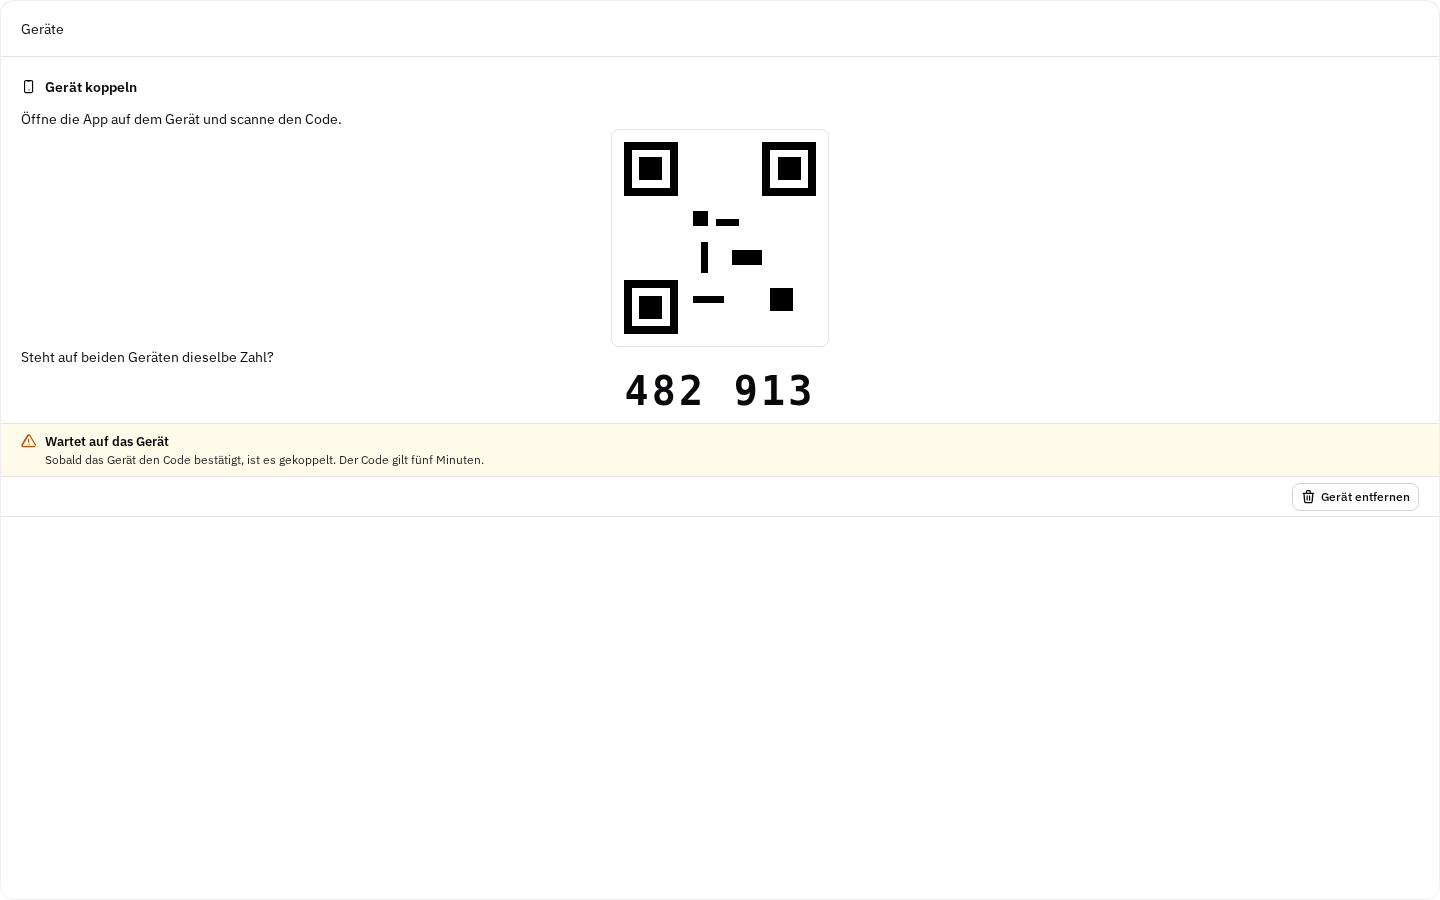 Geräte
Gerät koppeln
Öffne die App auf dem Gerät und scanne den Code.
Steht auf beiden Geräten dieselbe Zahl?
482 913
Wartet auf das Gerät
Sobald das Gerät den Code bestätigt, ist es gekoppelt. Der Code gilt fünf Minuten.
Gerät entfernen